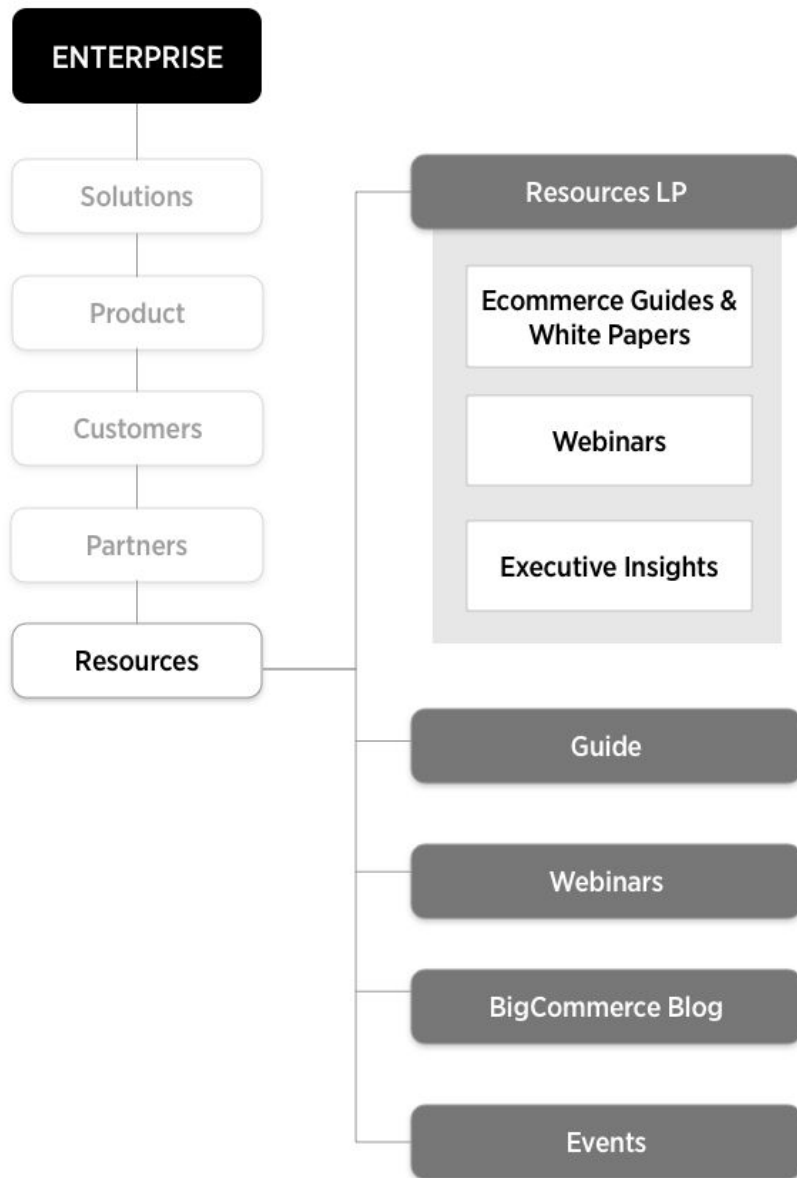 ENTERPRISE
Solutions
Product
Customers
Partners
Resources
Resources LP
Ecommerce Guides &
White Papers
Webinars
Executive Insights
Guide
Webinars
BigCommerce Blog
Events